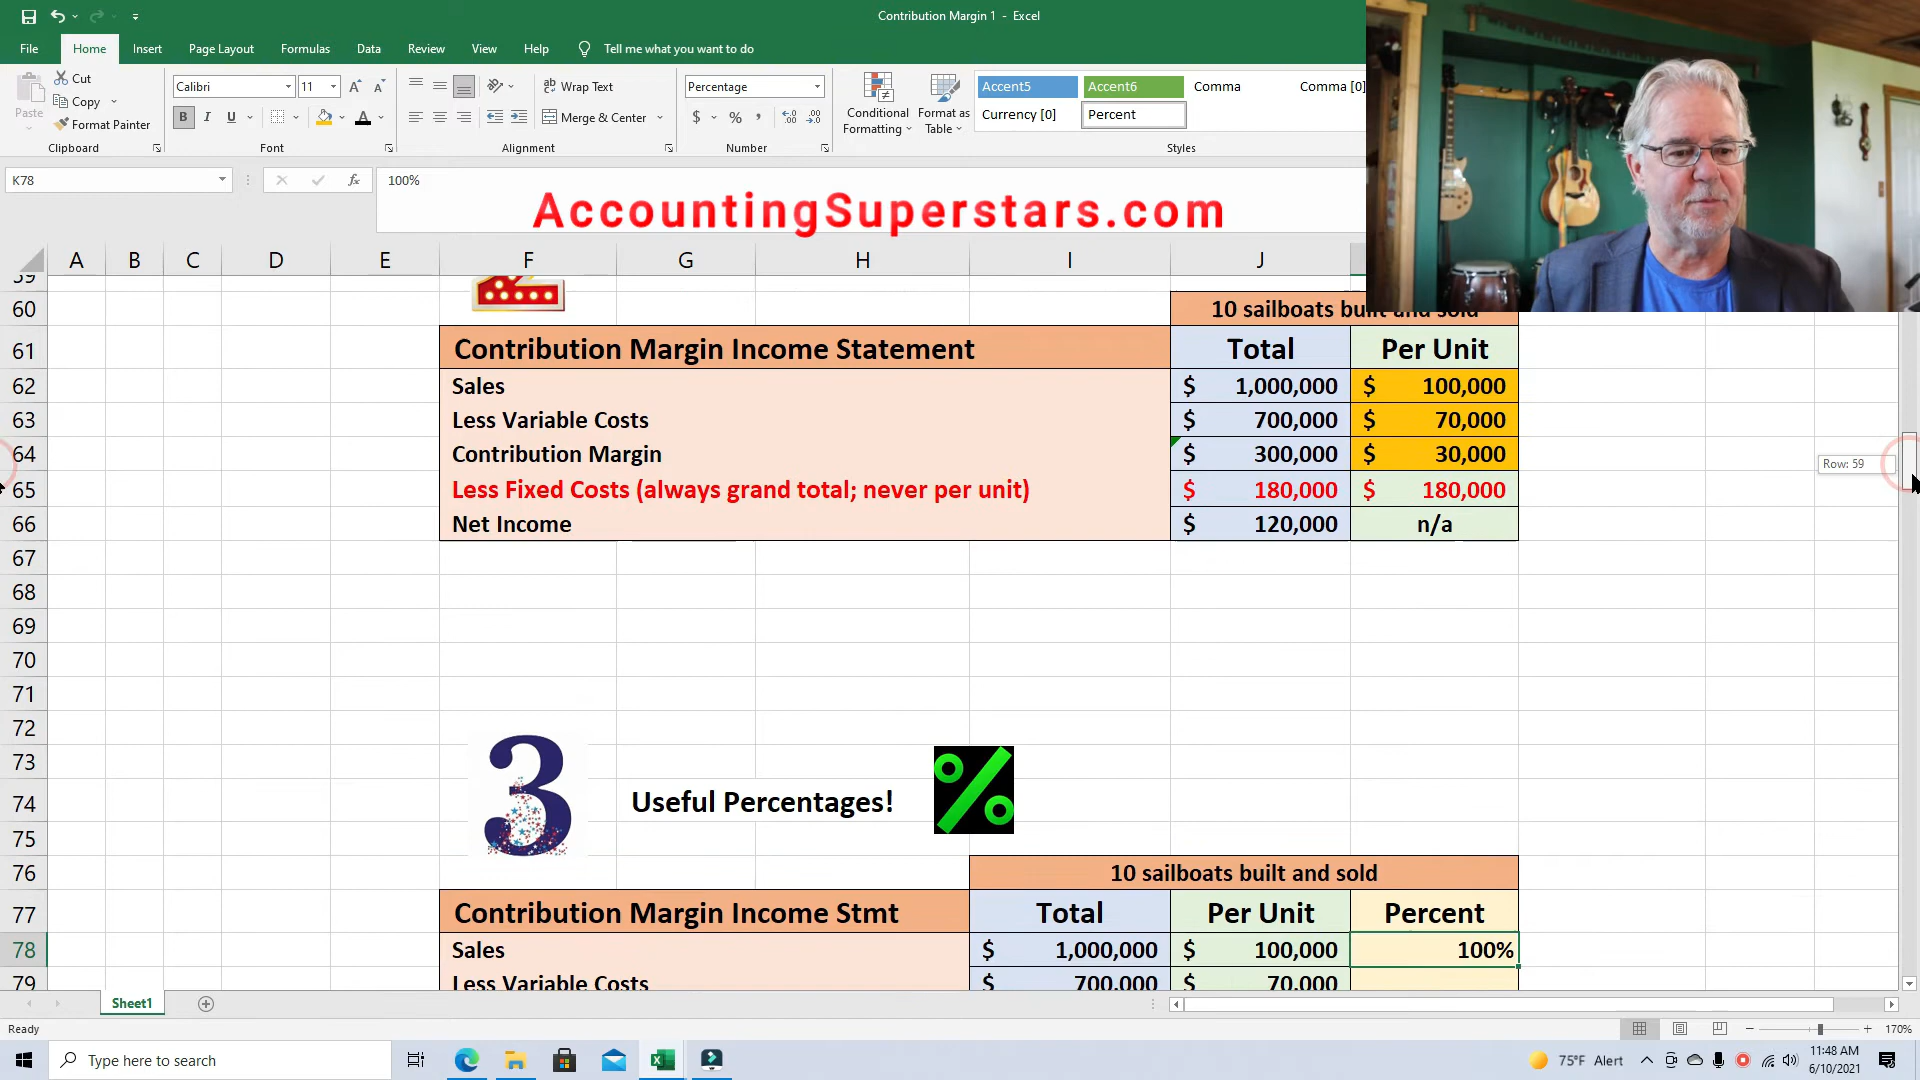 Contribution Margin 1 - Excel
File Home Insert Page Layout Formulas Data Review View Help Tell me what you want to do
Paste
Cut
Copy
Format Painter
Clipboard
Calibri 11 A A
B I U A
Font
Wrap Text
Merge & Center
Alignment
Percentage
$ % ,
Number
Conditional Formatting
Format as Table
Accent5 Accent6 Comma Comma [0]
Currency [0] Percent
Styles
K78 fx 100%
AccountingSuperstars.com
A B C D E F G H I J
59
60 10 sailboats built and sold
61 Contribution Margin Income Statement Total Per Unit
62 Sales $ 1,000,000 $ 100,000
63 Less Variable Costs $ 700,000 $ 70,000
64 Contribution Margin $ 300,000 $ 30,000
65 Less Fixed Costs (always grand total; never per unit) $ 180,000 $ 180,000
66 Net Income $ 120,000 n/a
Row: 59
67
68
69
70
71
72
73
3
74 Useful Percentages! %
75
76 10 sailboats built and sold
77 Contribution Margin Income Stmt Total Per Unit Percent
78 Sales $ 1,000,000 $ 100,000 100%
79 Less Variable Costs $ 700,000 $ 70,000
Sheet1
Ready 170%
Type here to search
75°F Alert
11:48 AM
6/10/2021